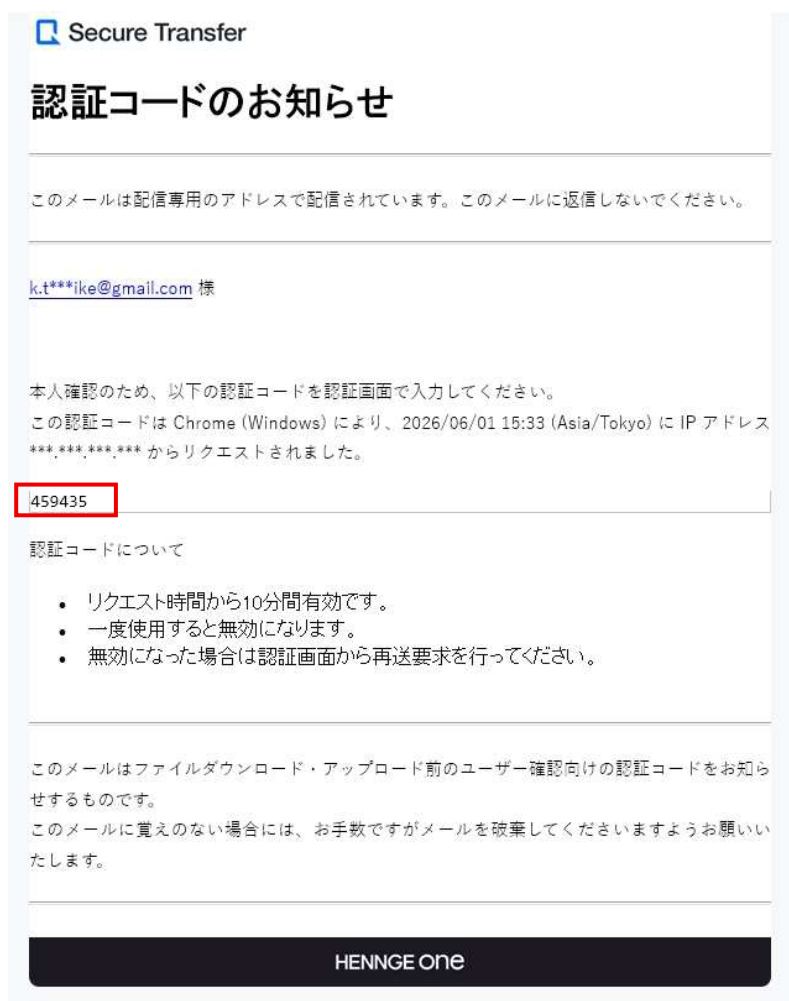 Secure Transfer
認証コードのお知らせ
このメールは配信専用のアドレスで配信されています。このメールに返信しないでください。
k.t***ike@gmail.com 様
本人確認のため、以下の認証コードを認証画面で入力してください。
この認証コードは Chrome (Windows) により、2026/06/01 15:33 (Asia/Tokyo) に IP アドレス
***.***.***.*** からリクエストされました。
459435
認証コードについて
• リクエスト時間から10分間有効です。
• 一度使用すると無効になります。
• 無効になった場合は認証画面から再送要求を行ってください。
このメールはファイルダウンロード・アップロード前のユーザー確認向けの認証コードをお知ら
せするものです。
このメールに覚えのない場合には、お手数ですがメールを破棄してくださいますようお願いい
たします。
HENNGE one